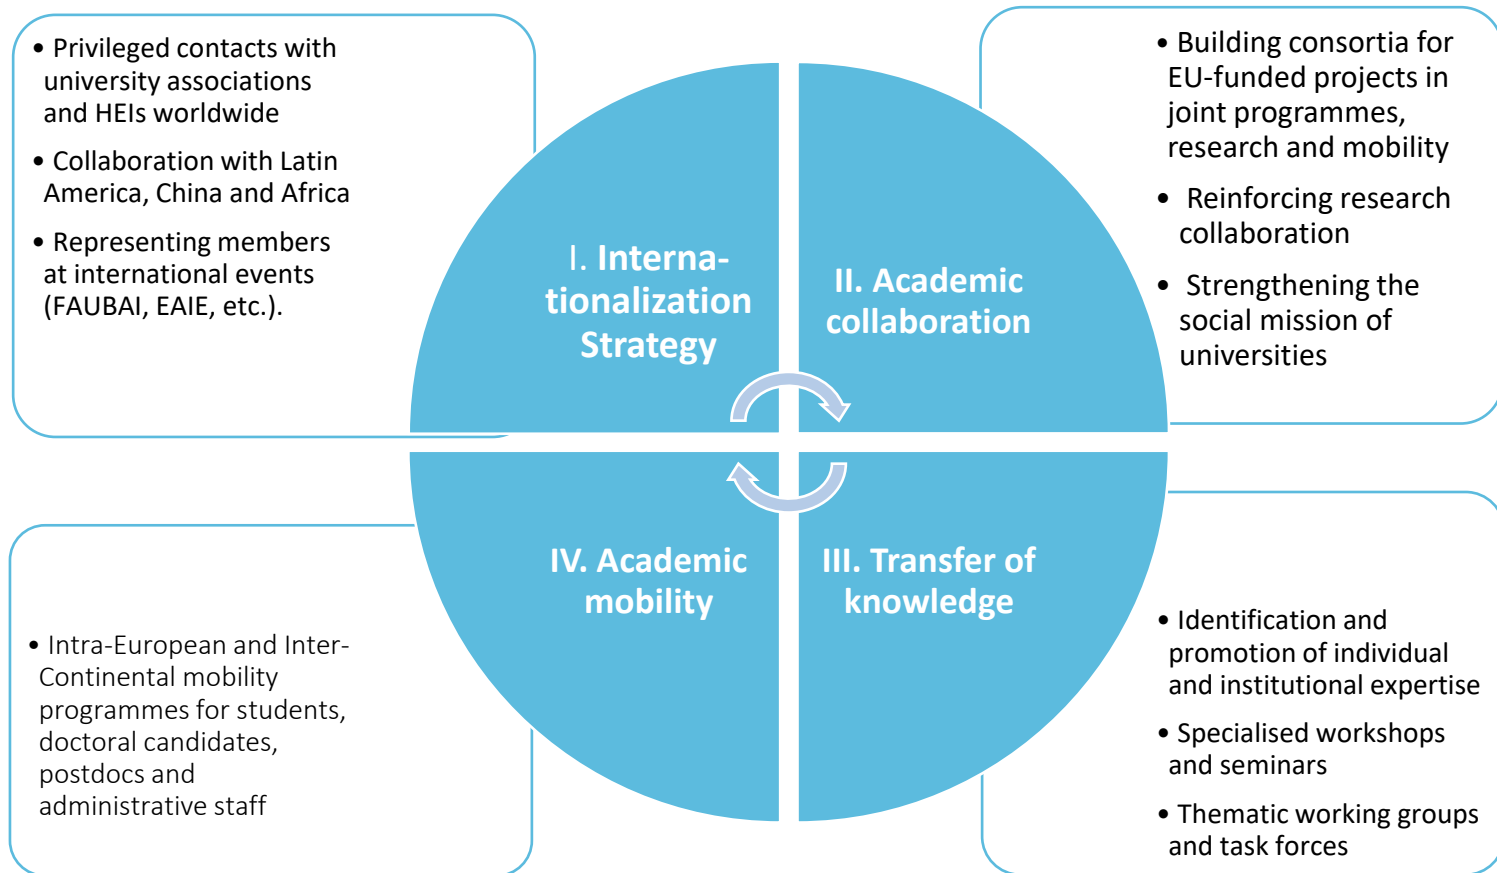 • Privileged contacts with
university associations
and HEIs worldwide
• Collaboration with Latin
America, China and Africa
• Representing members
at international events
(FAUBAI, EAIE, etc.).
I. Interna-
tionalization
Strategy
II. Academic
collaboration
• Building consortia for
EU-funded projects in
joint programmes,
research and mobility
• Reinforcing research
collaboration
• Strengthening the
social mission of
universities
IV. Academic
mobility
III. Transfer of
knowledge
• Intra-European and Inter-
Continental mobility
programmes for students,
doctoral candidates,
postdocs and
administrative staff
• Identification and
promotion of individual
and institutional expertise
• Specialised workshops
and seminars
• Thematic working groups
and task forces